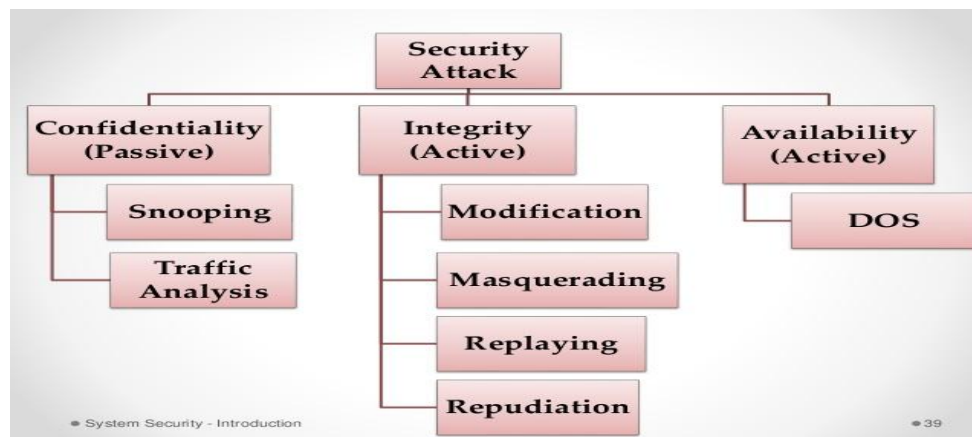 Security
Attack
Confidentiality
(Passive)
Integrity
(Active)
Availability
(Active)
Snooping
Modification
DOS
Traffic
Analysis
Masquerading
Replaying
Repudiation
• System Security - Introduction
• 39